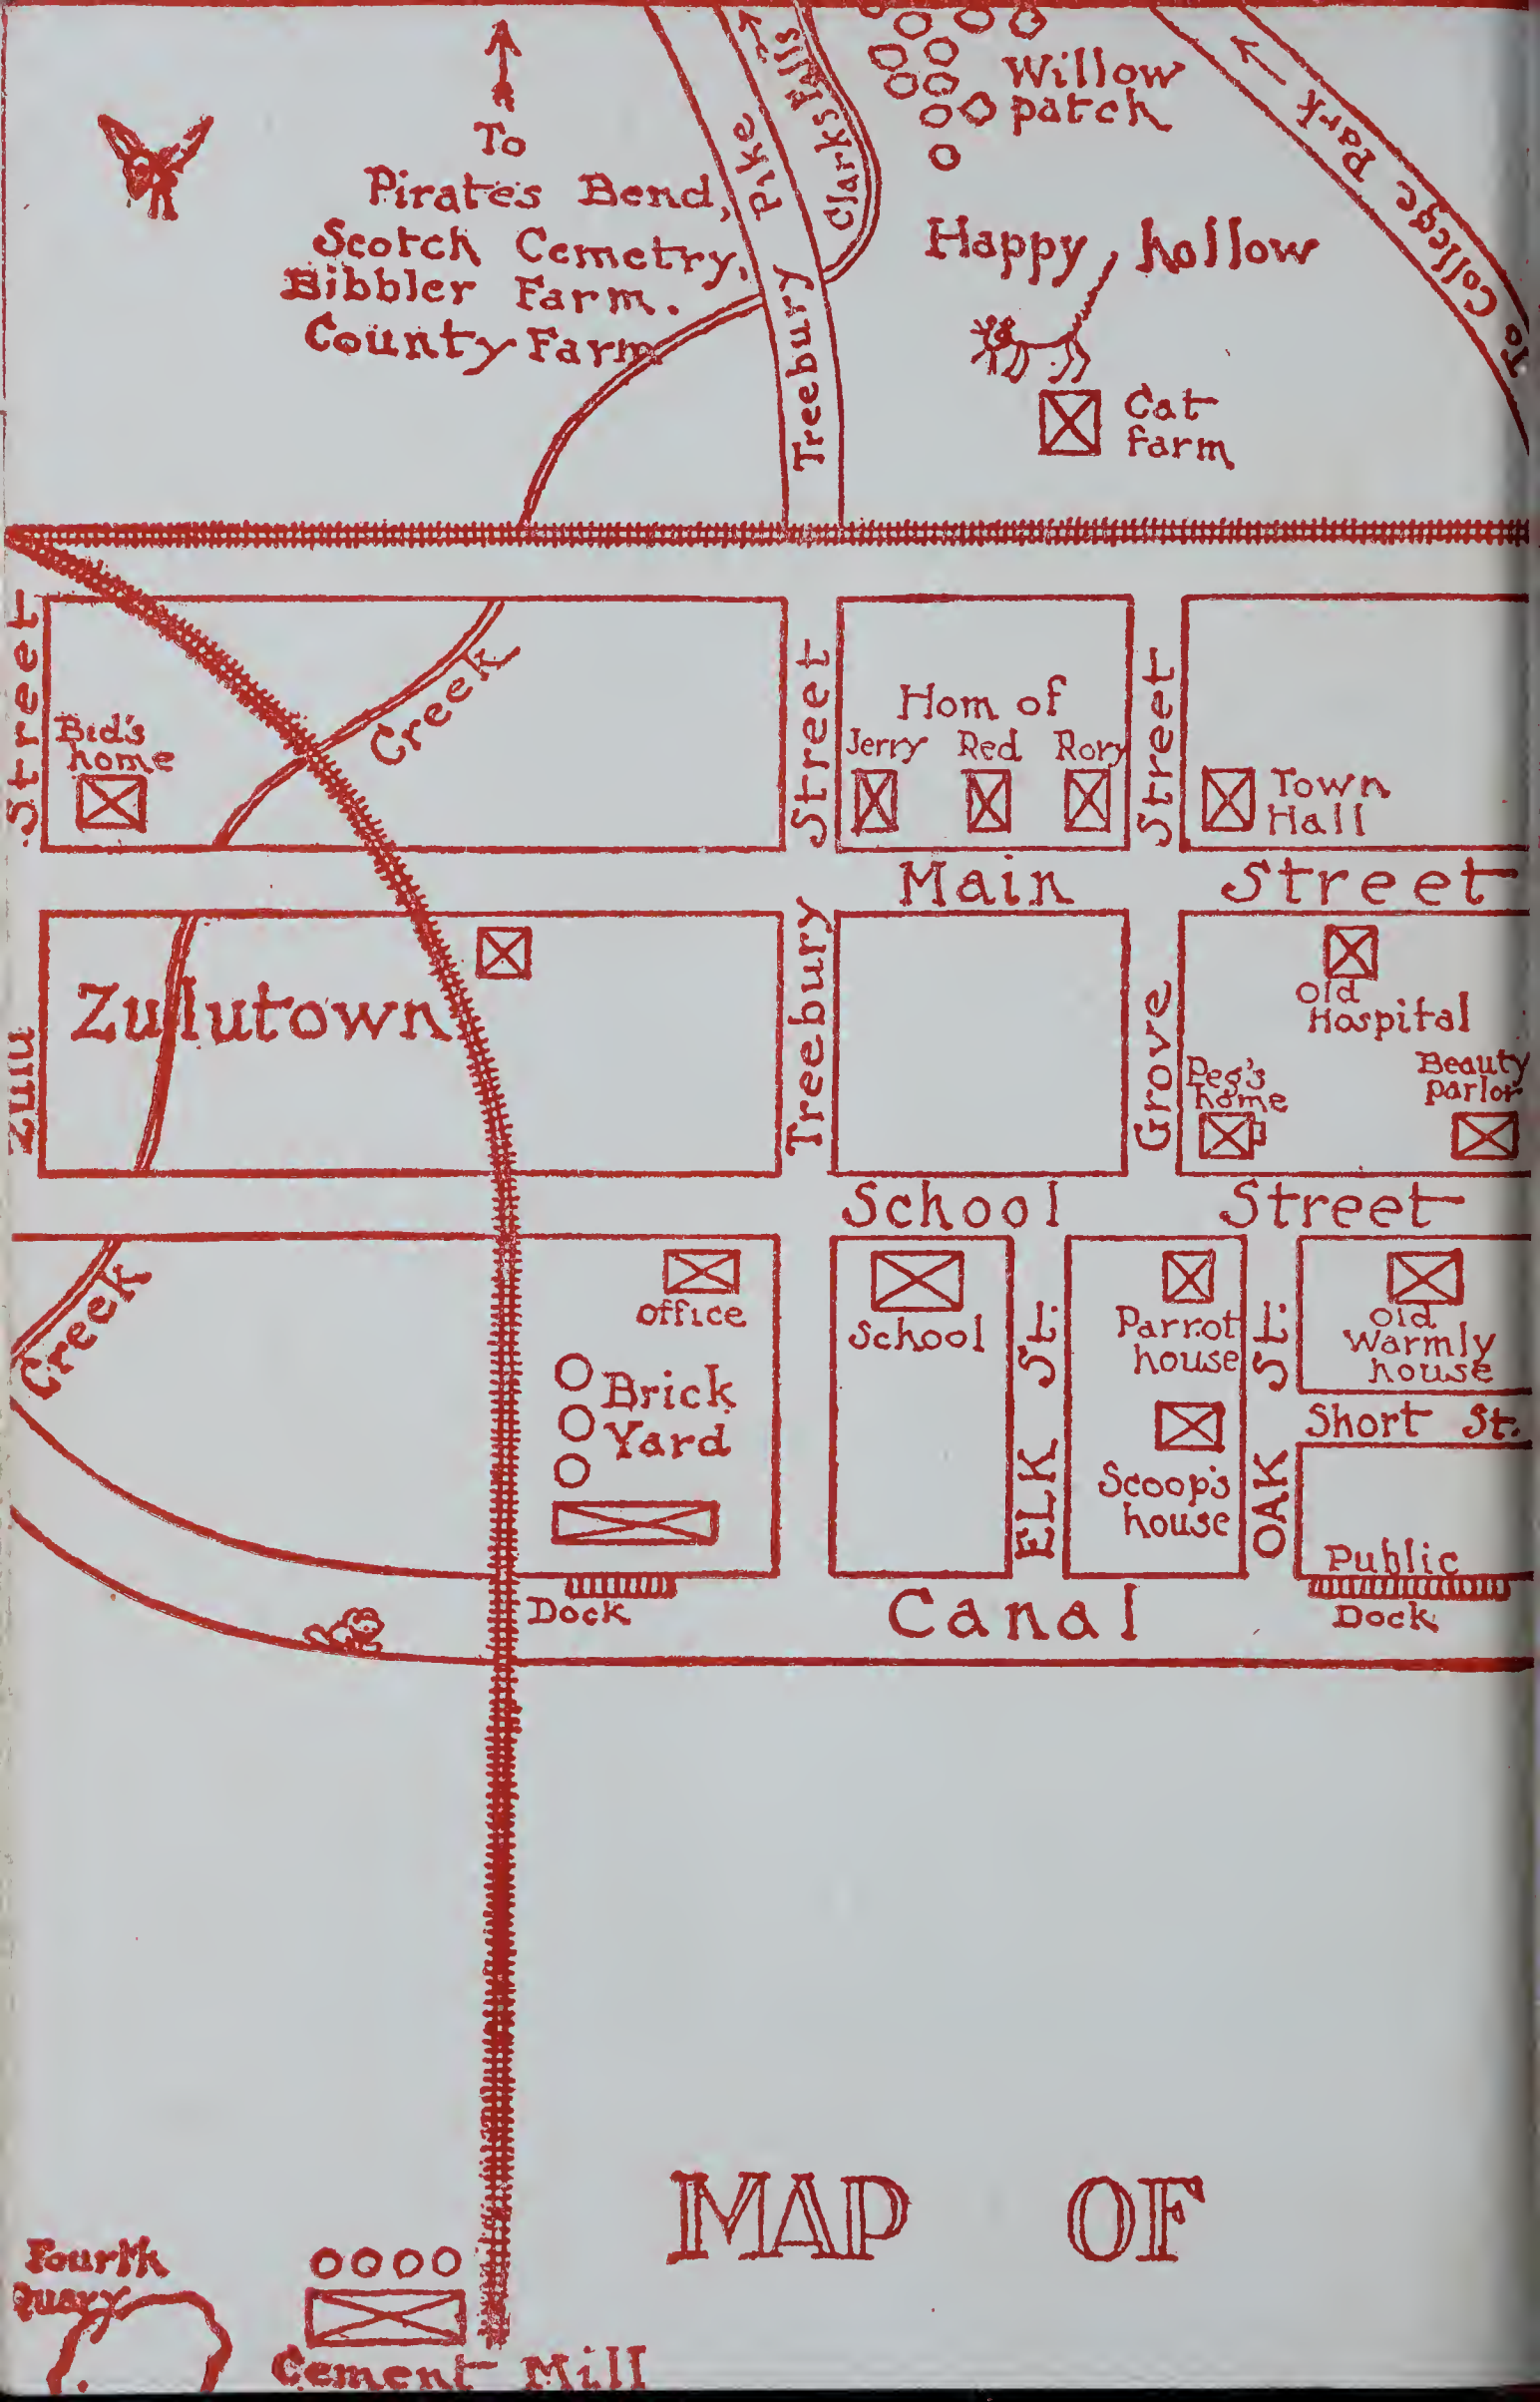 To
Pirate's Bend,
Scotch Cemetry,
Bibbler Farm.
County Farm
Treebury Pike
Clarks Falls
Willow
patch
To College Park
Happy hollow
Cat
farm
Street
Bid's
home
Creek
Street
Hom of
Jerry Red Rory
Street
Town
Hall
Main Street
Zulu
Zulutown
Treebury
Grove
Old
Hospital
Peg's
home
Beauty
parlor
School Street
Creek
office
Brick
Yard
School
ELK St.
Parrot
house
Scoop's
house
OAK St.
Old
Warmly
house
Short St.
Public
Dock
Dock
Canal
MAP OF
Fourth
Quary
Cement Mill